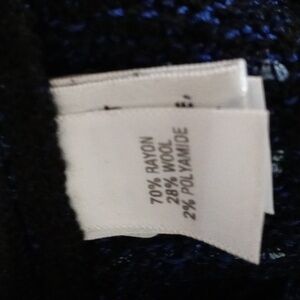 70% RAYON
28% WOOL
2% POLYAMIDE